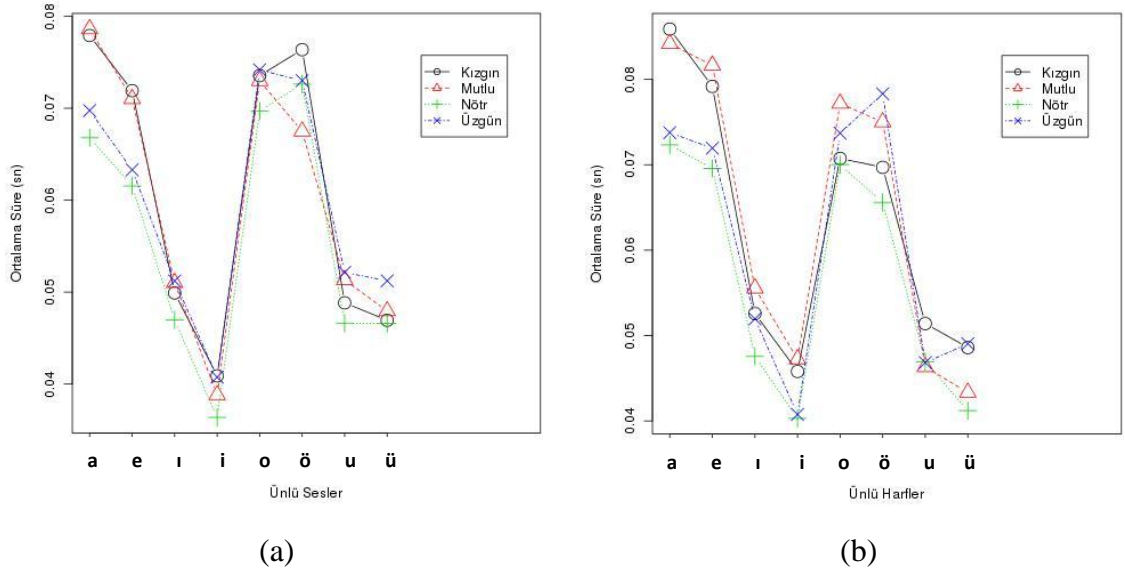 0.08
0.07
0.06
0.05
0.04
Ortalama Süre (sn)
Kızgın
Mutlu
Nötr
Üzgün
a e ı i o ö u ü
Ünlü Sesler
(a)
0.08
0.07
0.06
0.05
0.04
Ortalama Süre (sn)
Kızgın
Mutlu
Nötr
Üzgün
a e ı i o ö u ü
Ünlü Harfler
(b)